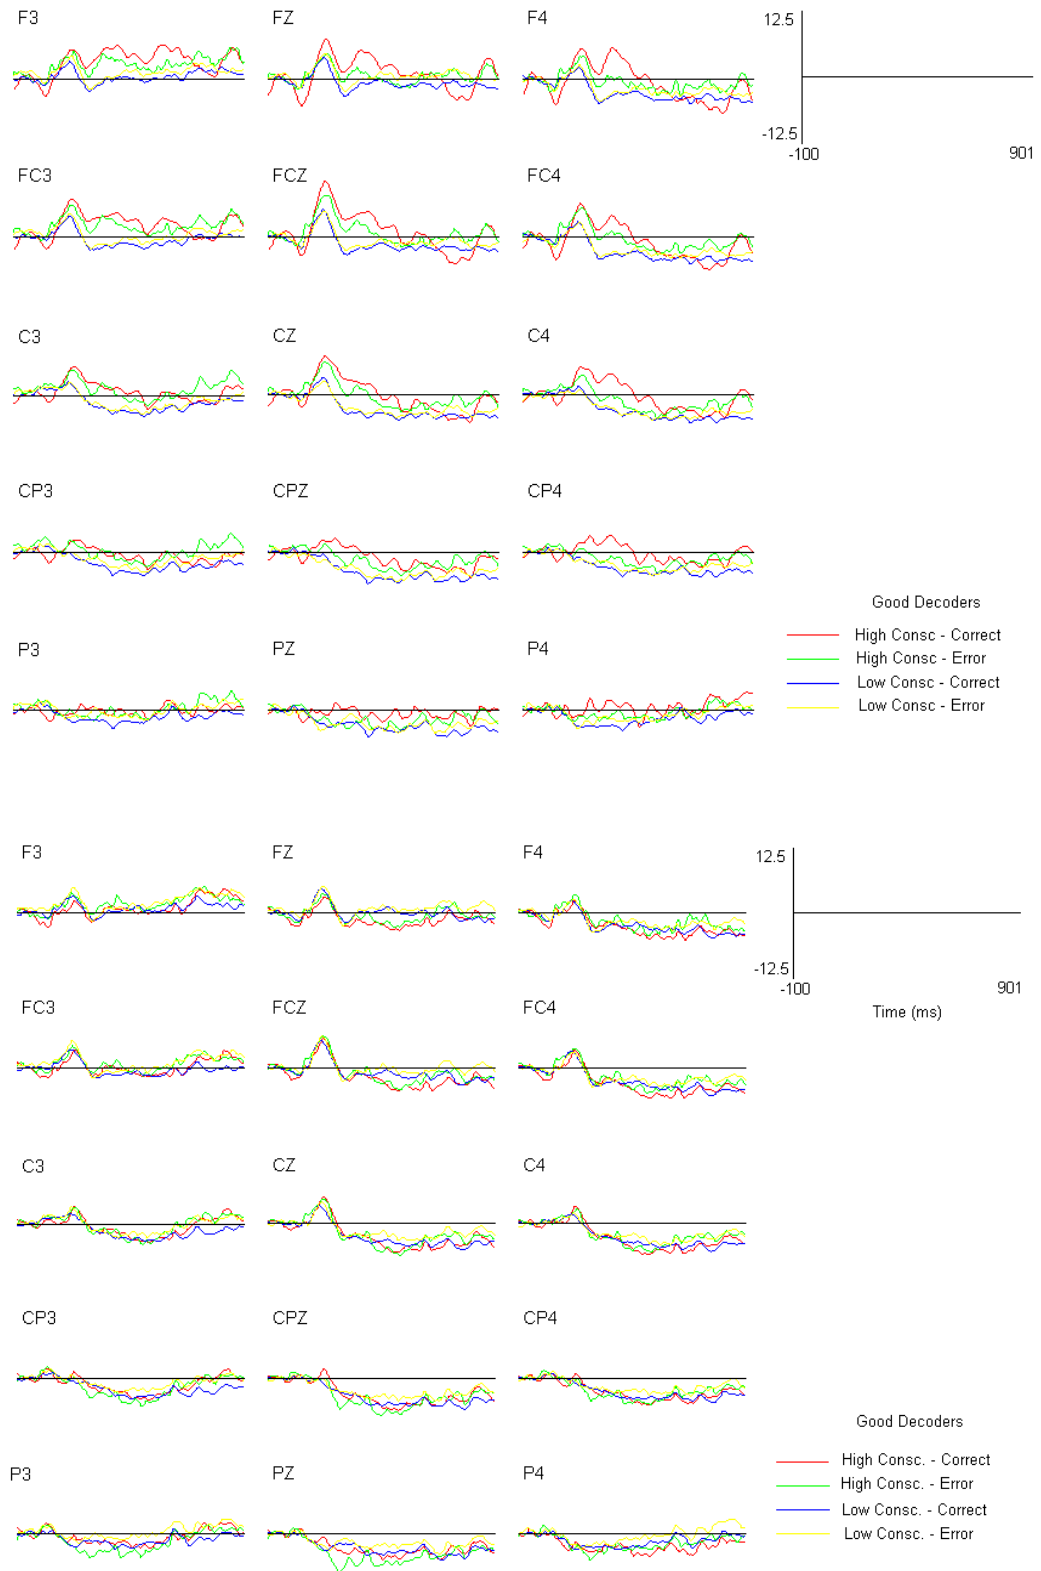 F3 FZ F4
12.5
-12.5
-100 901
FC3 FCZ FC4
C3 CZ C4
CP3 CPZ CP4
Good Decoders
High Consc - Correct
High Consc - Error
Low Consc - Correct
Low Consc - Error
P3 PZ P4
F3 FZ F4
12.5
-12.5
-100 901
Time (ms)
FC3 FCZ FC4
C3 CZ C4
CP3 CPZ CP4
Good Decoders
High Consc. - Correct
High Consc. - Error
Low Consc. - Correct
Low Consc. - Error
P3 PZ P4